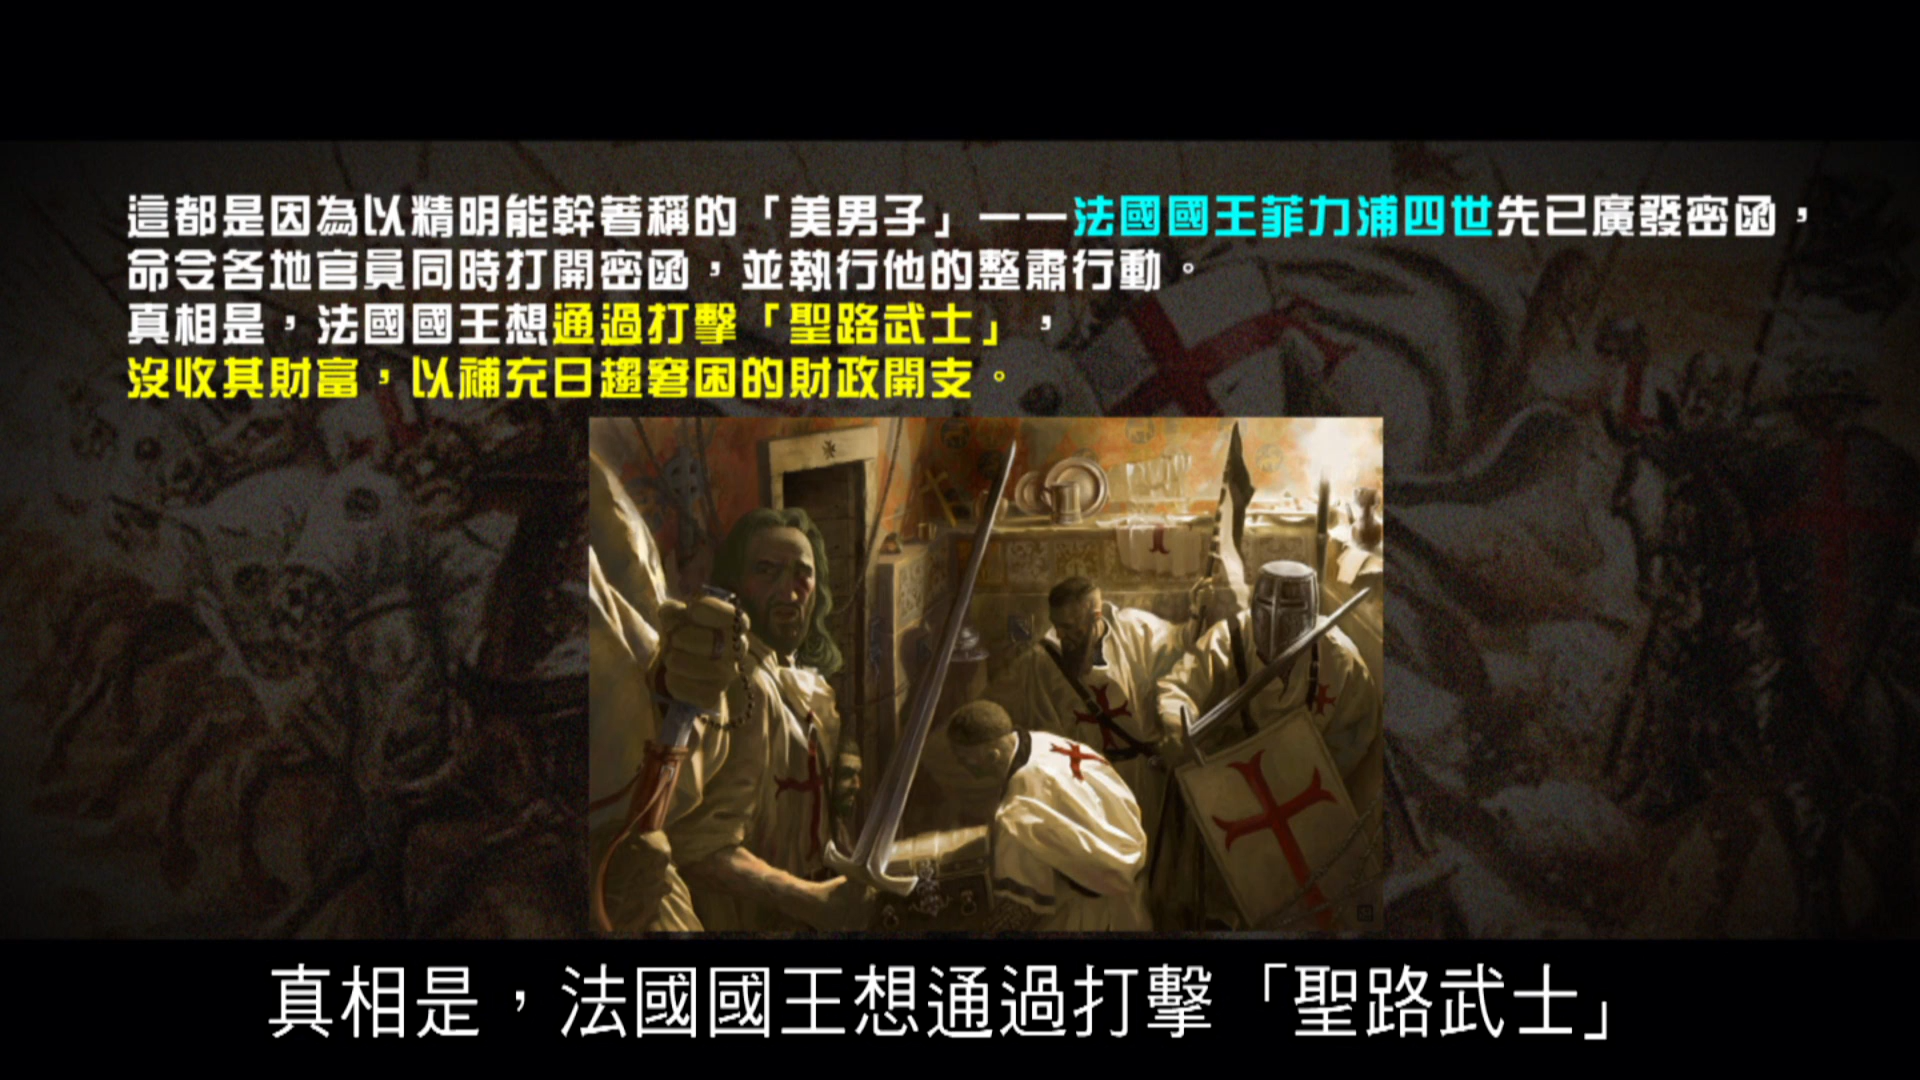 這都是因為以精明能幹著稱的「美男子」——法國國王菲力浦四世先已廣發密函，
命令各地官員同時打開密函，並執行他的整肅行動。
真相是，法國國王想通過打擊「聖路武士」，
沒收其財富，以補充日趨窘困的財政開支。
真相是，法國國王想通過打擊「聖路武士」